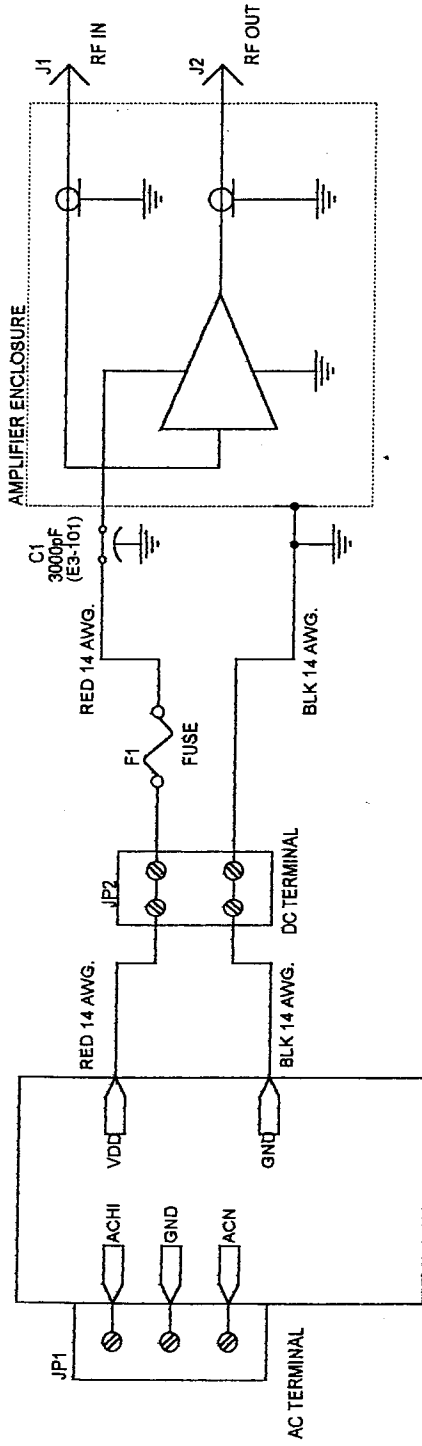 JP1
AC TERMINAL
ACHI
GND
ACN
VDD
GND
RED 14 AWG.
BLK 14 AWG.
JP2
DC TERMINAL
F1
FUSE
RED 14 AWG.
BLK 14 AWG.
C1
3000pF
(E3-101)
AMPLIFIER ENCLOSURE
J1
RF IN
J2
RF OUT